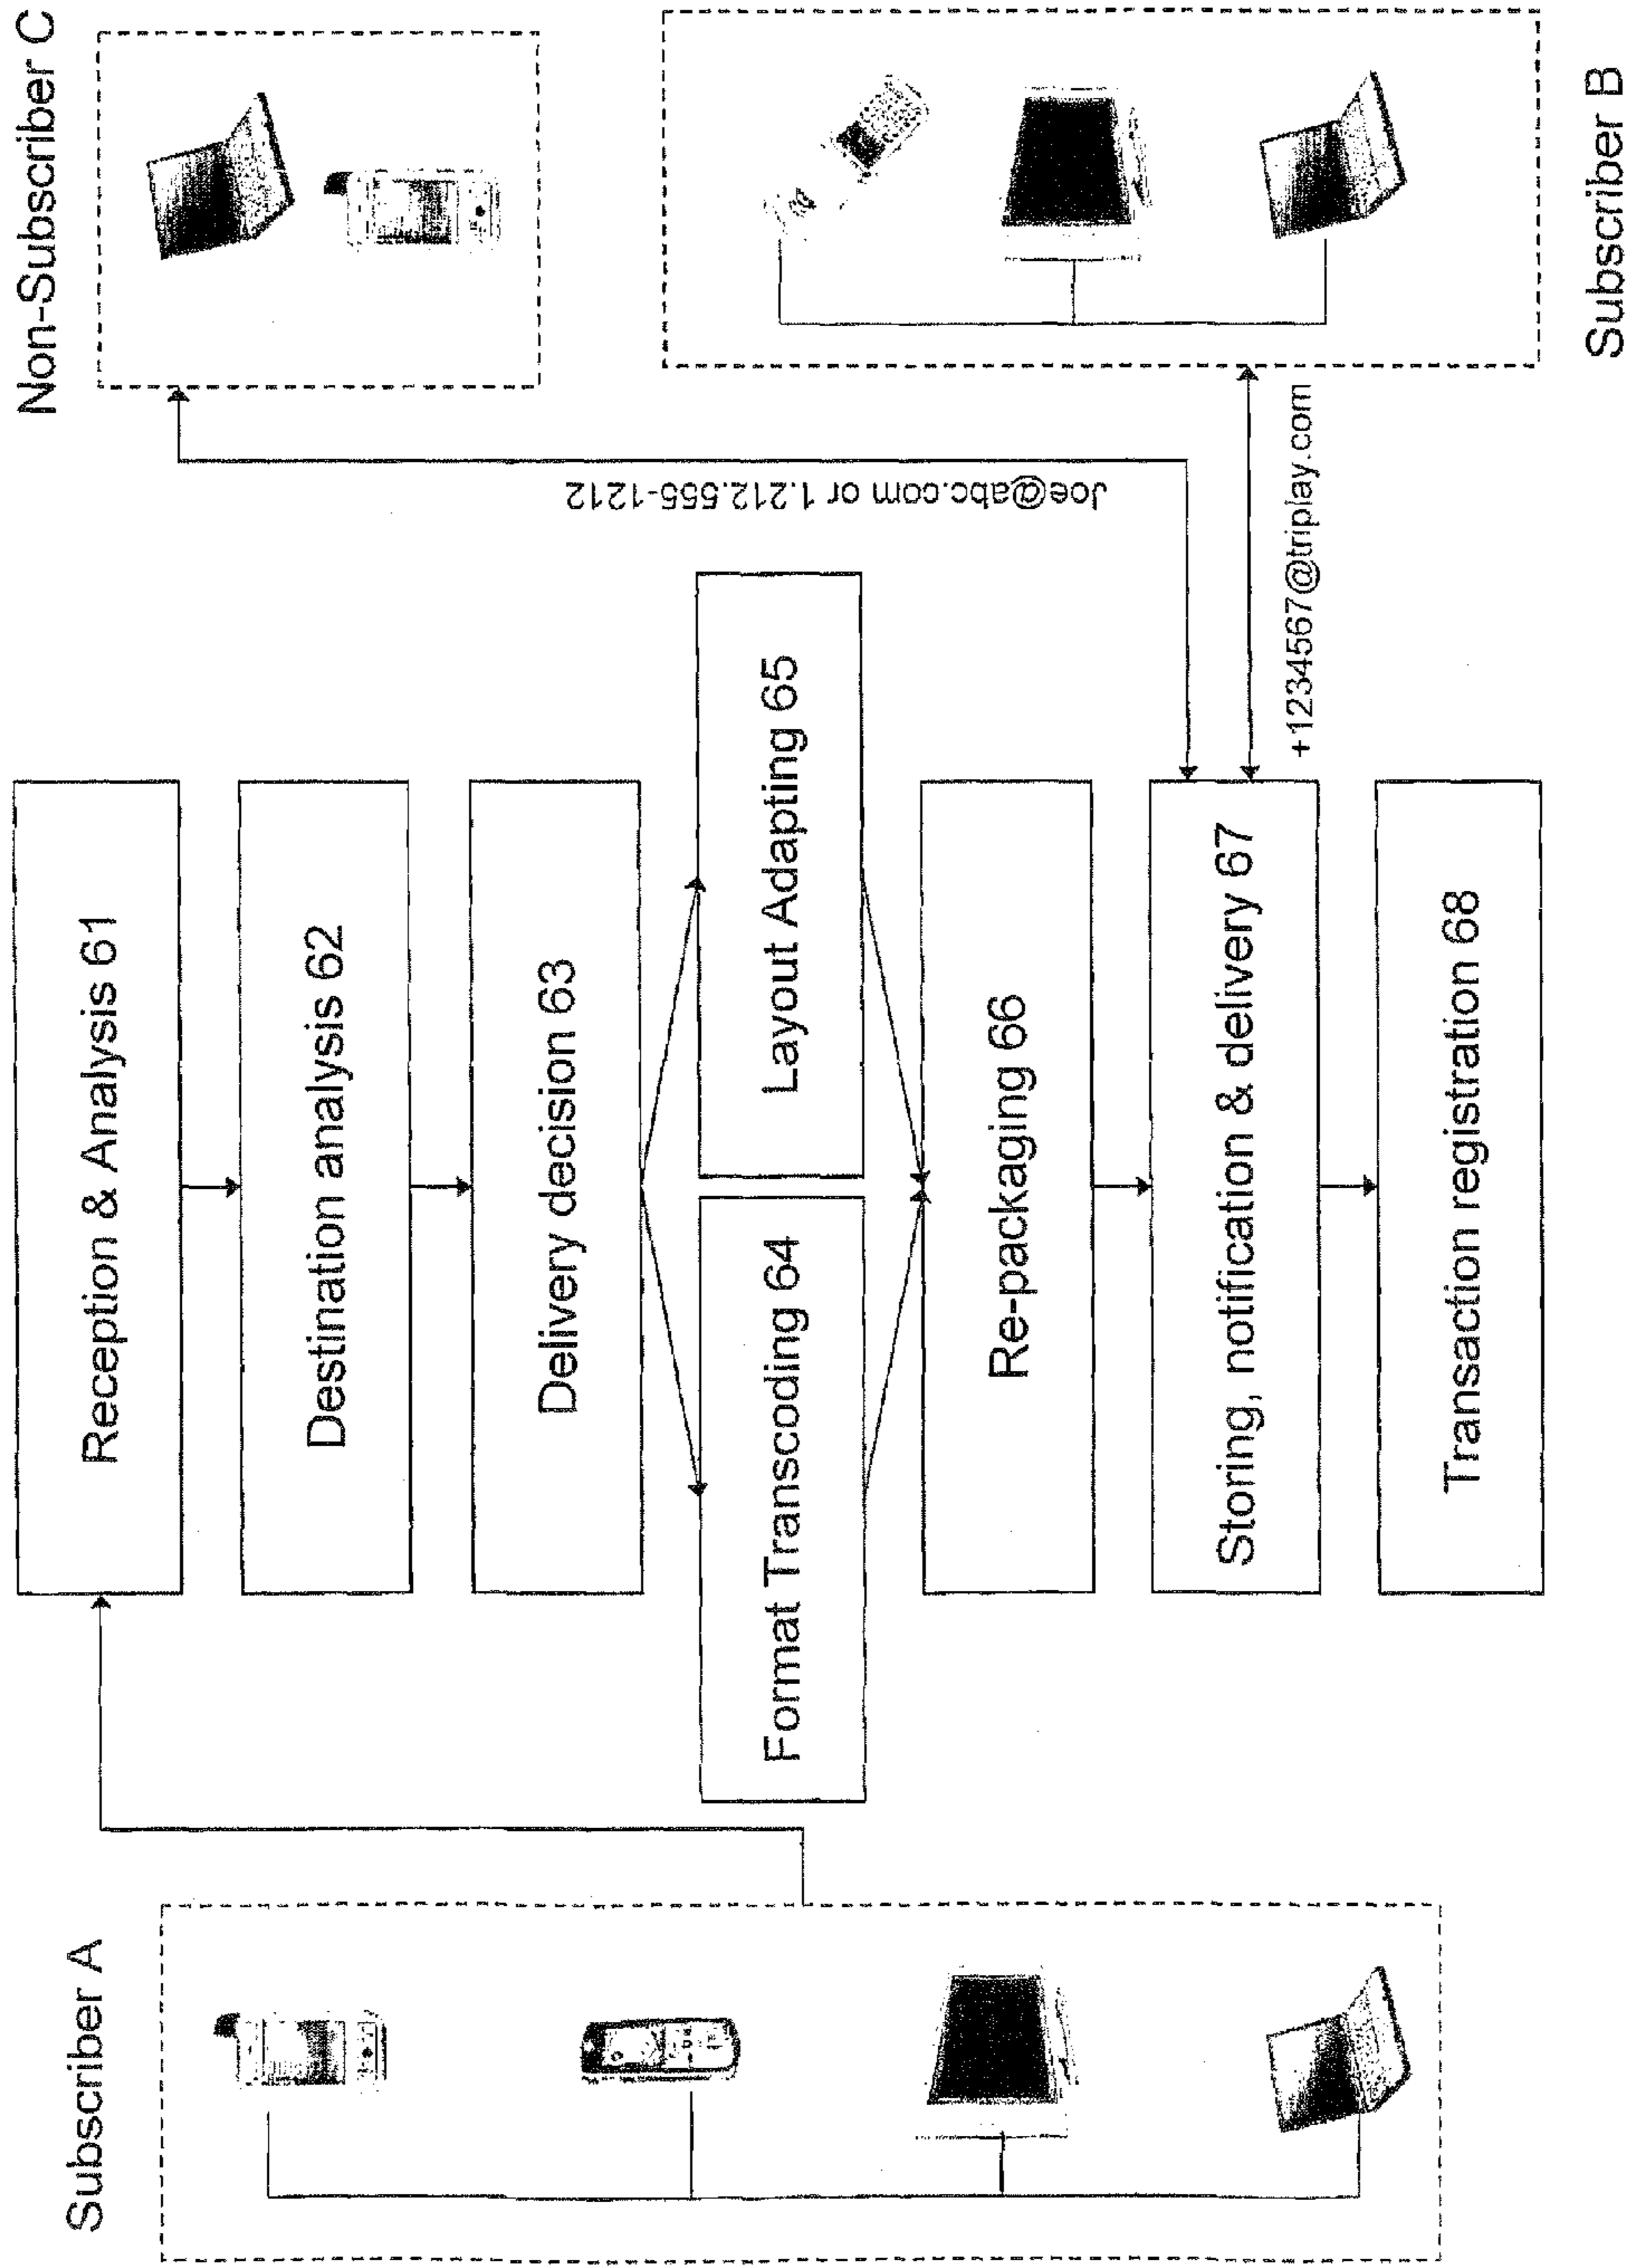 Subscriber A
Reception & Analysis 61
Destination analysis 62
Delivery decision 63
Format Transcoding 64
Layout Adapting 65
Re-packaging 66
Storing, notification & delivery 67
Transaction registration 68
Non-Subscriber C
Joe@abc.com or 1.212.555-1212
+1234567@triplay.com
Subscriber B